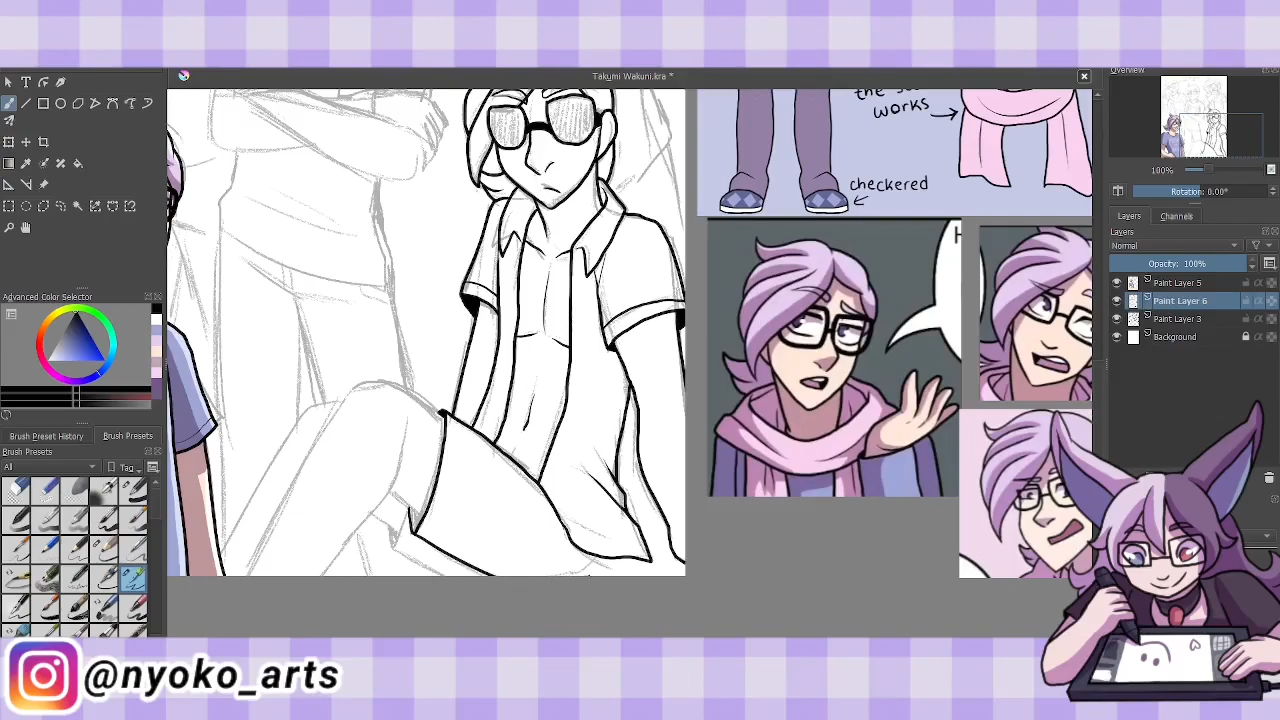 Takumi Wakuni.kra *
Overview
works
checkered
H
100%
Rotation: 0.00°
Layers
Channels
Layers
Normal
Opacity: 100%
Paint Layer 5
Paint Layer 6
Paint Layer 3
Background
Advanced Color Selector
Brush Preset History
Brush Presets
Brush Presets
All
Tag
@nyoko_arts